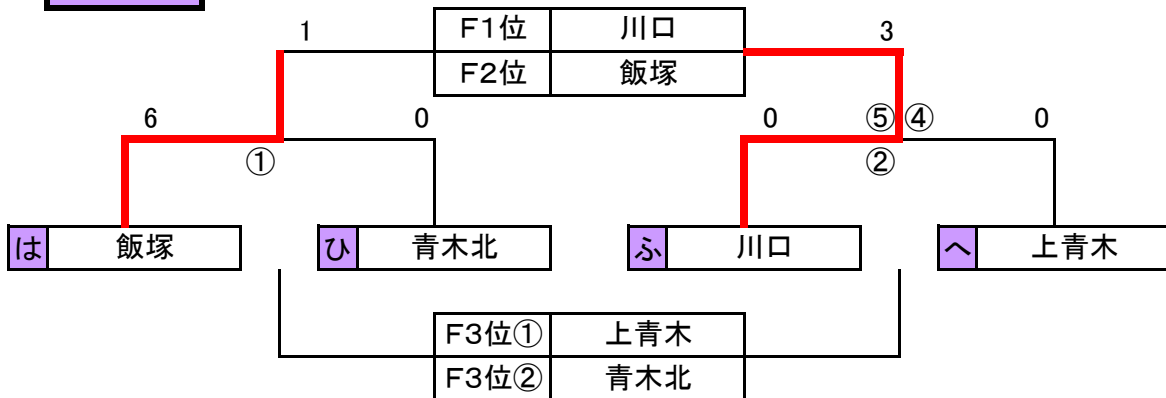 1
F1位 川口
3
F2位 飯塚
6
0
0
⑤④
0
①
②
は 飯塚
ひ 青木北
ふ 川口
へ 上青木
F3位① 上青木
F3位② 青木北